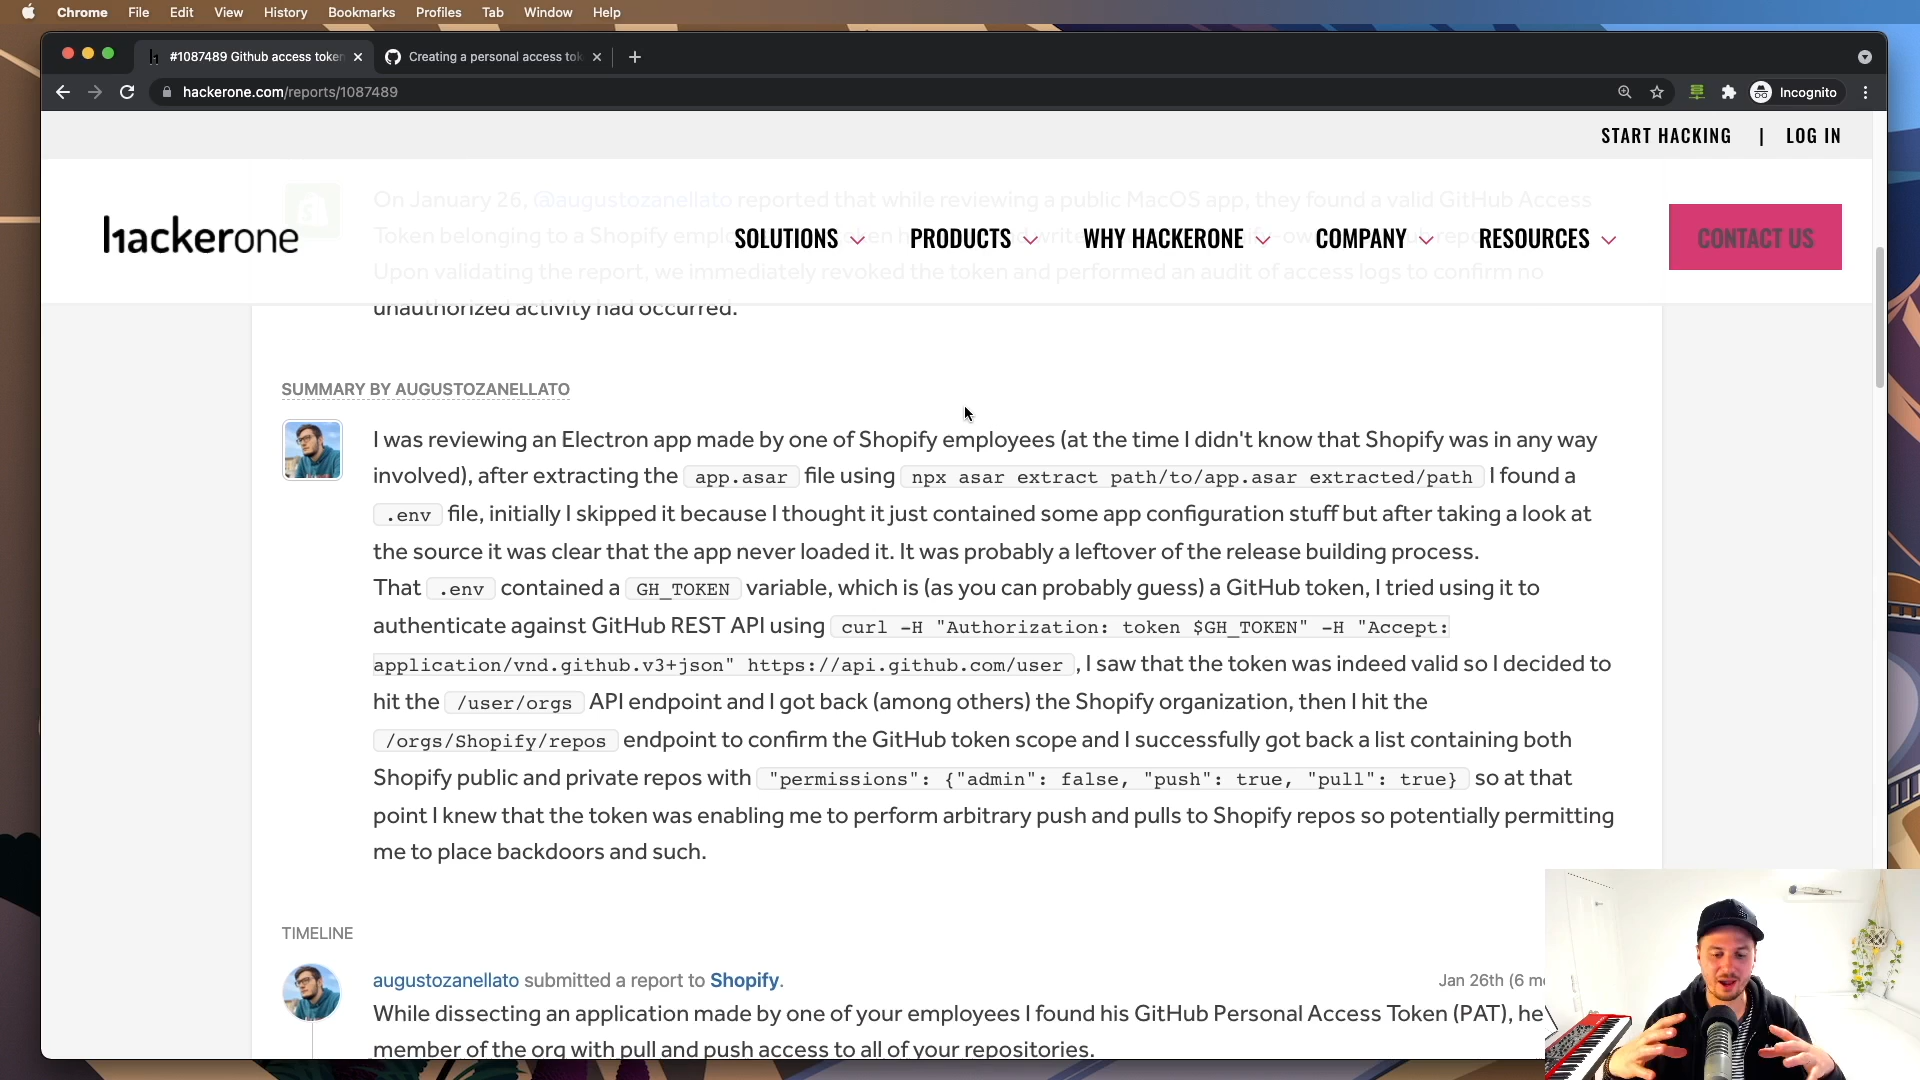 Chrome File Edit View History Bookmarks Profiles Tab Window Help
#1087489 Github access token
Creating a personal access tok
hackerone.com/reports/1087489
Incognito
START HACKING | LOG IN
On January 26, @augustozanellato reported that while reviewing a public MacOS app, they found a valid GitHub Access
hackerone
SOLUTIONS PRODUCTS WHY HACKERONE COMPANY RESOURCES CONTACT US
Token belonging to a Shopify
Upon validating the report, we immediately revoked the token and performed an audit of access logs to confirm no
unauthorized activity had occurred.
SUMMARY BY AUGUSTOZANELLATO
I was reviewing an Electron app made by one of Shopify employees (at the time I didn't know that Shopify was in any way
involved), after extracting the app.asar file using npx asar extract path/to/app.asar extracted/path I found a
.env file, initially I skipped it because I thought it just contained some app configuration stuff but after taking a look at
the source it was clear that the app never loaded it. It was probably a leftover of the release building process.
That .env contained a GH_TOKEN variable, which is (as you can probably guess) a GitHub token, I tried using it to
authenticate against GitHub REST API using curl -H "Authorization: token $GH_TOKEN" -H "Accept:
application/vnd.github.v3+json" https://api.github.com/user , I saw that the token was indeed valid so I decided to
hit the /user/orgs API endpoint and I got back (among others) the Shopify organization, then I hit the
/orgs/Shopify/repos endpoint to confirm the GitHub token scope and I successfully got back a list containing both
Shopify public and private repos with "permissions": {"admin": false, "push": true, "pull": true} so at that
point I knew that the token was enabling me to perform arbitrary push and pulls to Shopify repos so potentially permitting
me to place backdoors and such.
TIMELINE
augustozanellato submitted a report to Shopify.
Jan 26th (6 mo
While dissecting an application made by one of your employees I found his GitHub Personal Access Token (PAT), he
member of the org with pull and push access to all of your repositories.